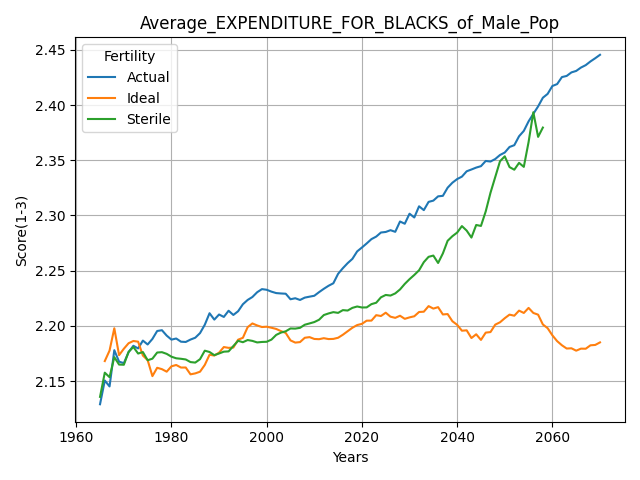 Average_EXPENDITURE_FOR_BLACKS_of_Male_Pop
Fertility
Actual
Ideal
Sterile
Score(1-3)
2.45
2.40
2.35
2.30
2.25
2.20
2.15
1960
1980
2000
2020
2040
2060
Years